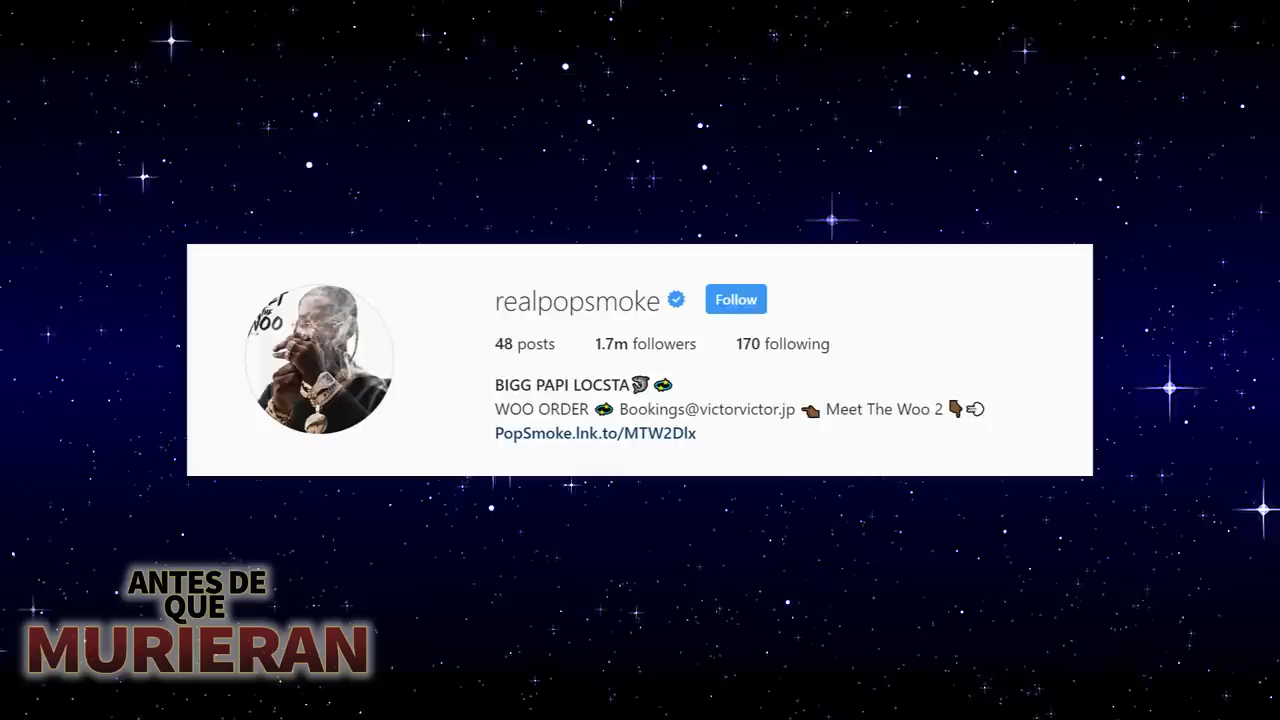 WOO
realpopsmoke Follow
48 posts 1.7m followers 170 following
BIGG PAPI LOCSTA
WOO ORDER Bookings@victorvictor.jp Meet The Woo 2
PopSmoke.lnk.to/MTW2Dlx
ANTES DE
QUE
MURIERAN